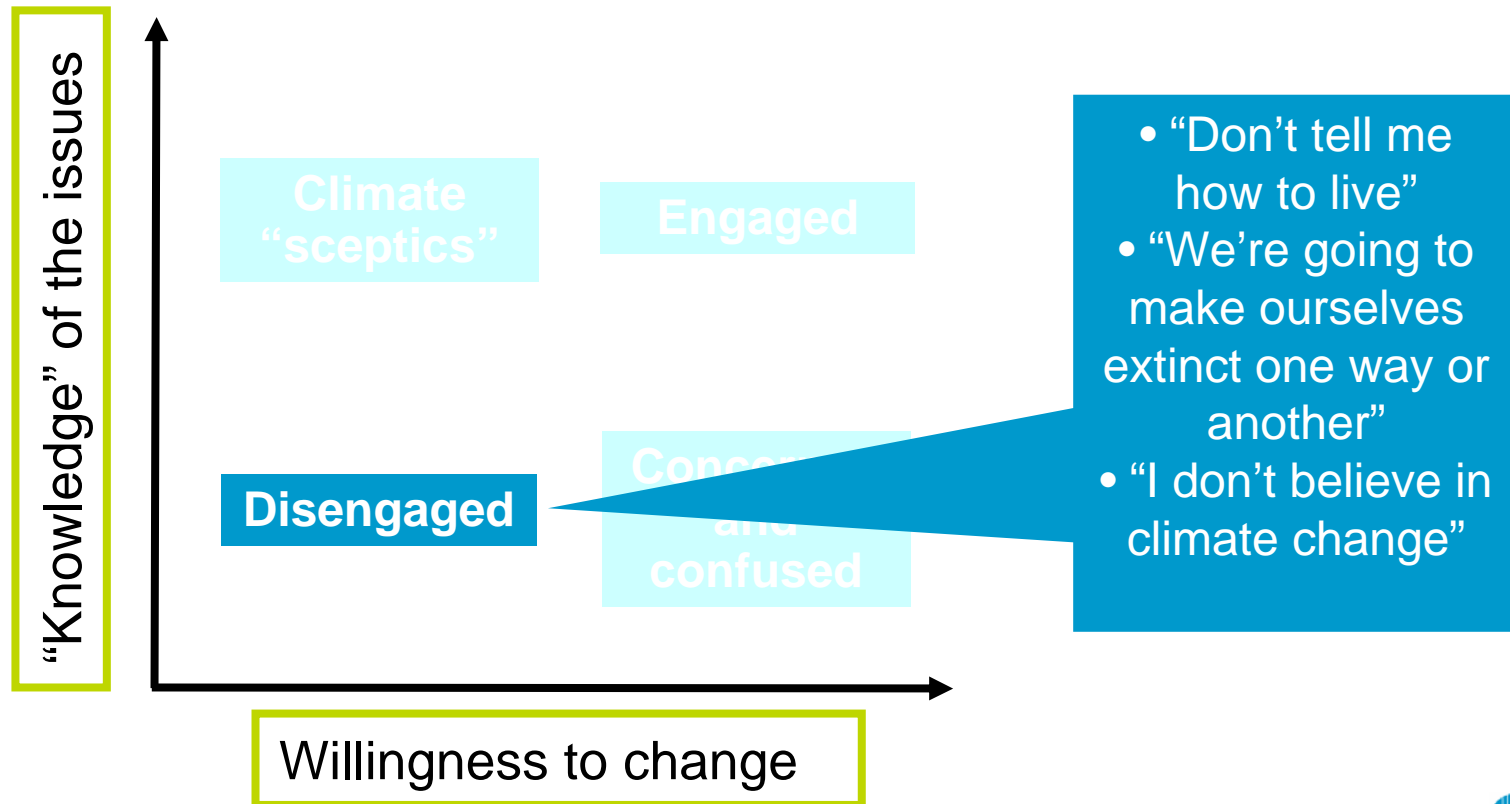 “Knowledge” of the issues
Climate
“sceptics”
Engaged
Disengaged
and
confused
• “Don’t tell me
how to live”
• “We’re going to
make ourselves
extinct one way or
another”
• “I don’t believe in
climate change”
Willingness to change